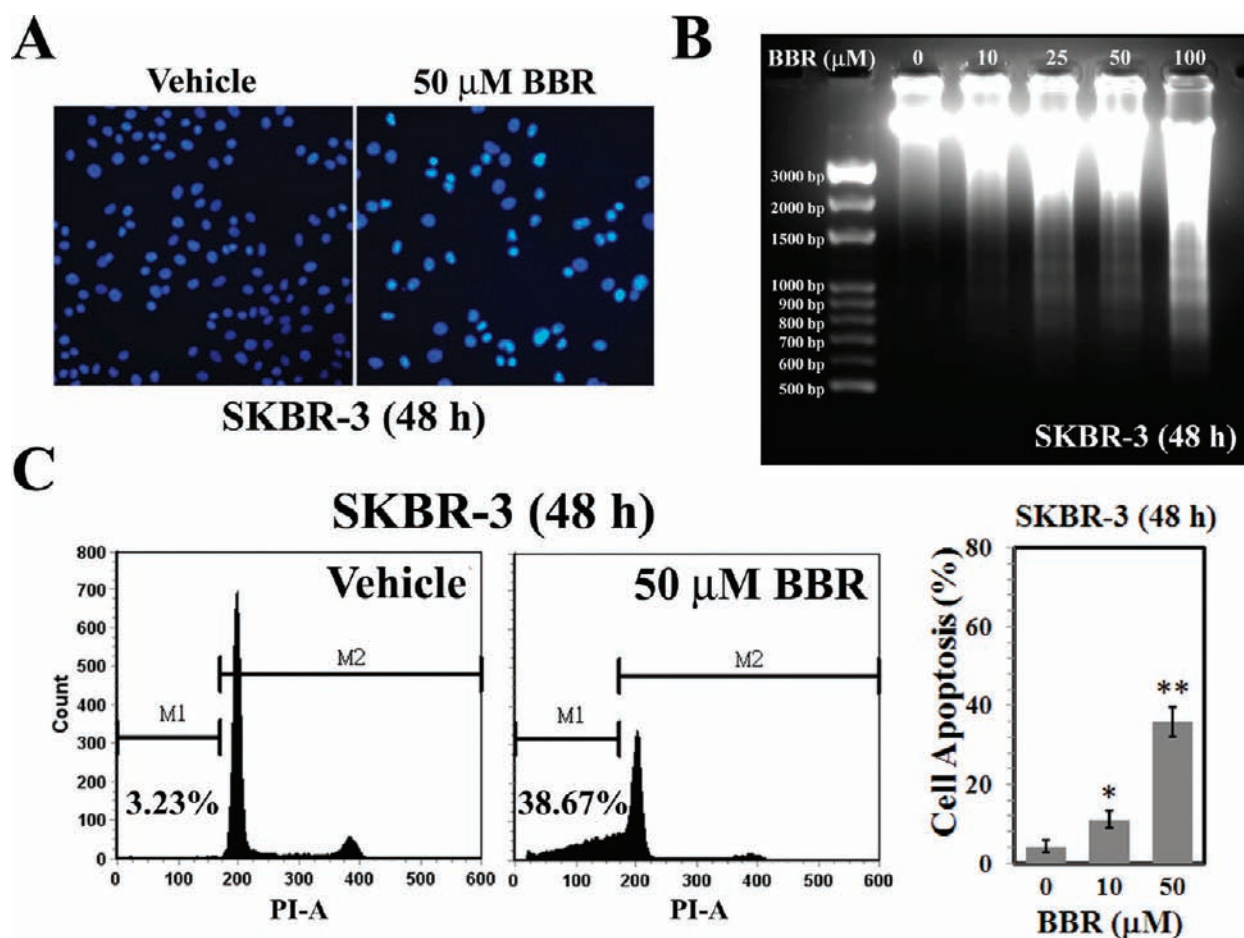 A
Vehicle
50 μM BBR
SKBR-3 (48 h)
B
BBR (μM) 0 10 25 50 100
3000 bp
2000 bp
1500 bp
1000 bp
900 bp
800 bp
700 bp
600 bp
500 bp
SKBR-3 (48 h)
C
SKBR-3 (48 h)
800
700
600
500
400
300
200
100
0
Count
Vehicle
M2
M1
3.23%
0 100 200 300 400 500 600
PI-A
50 μM BBR
M2
M1
38.67%
0 100 200 300 400 500 600
PI-A
SKBR-3 (48 h)
Cell Apoptosis (%)
80
60
40
20
0
*
**
0 10 50
BBR (μM)